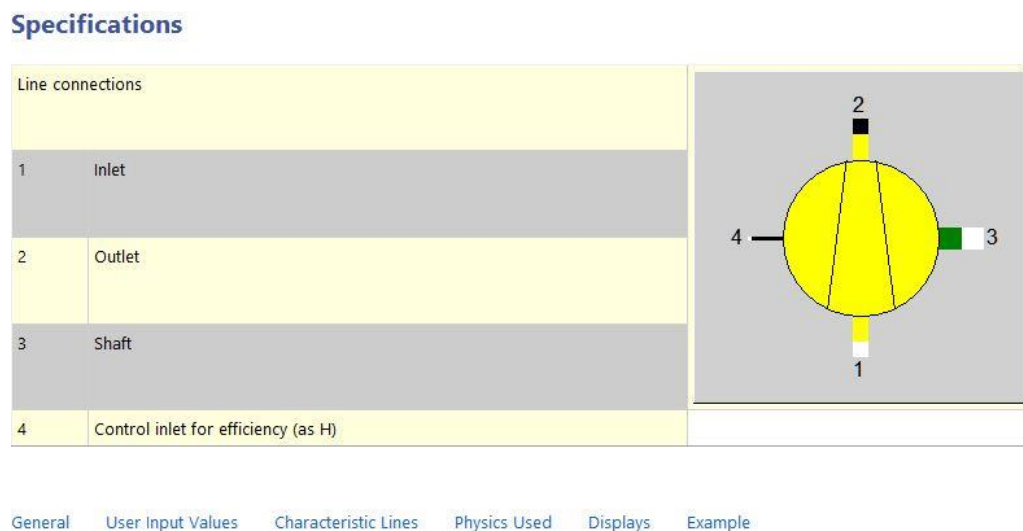 Specifications
Line connections
1 Inlet
2 Outlet
3 Shaft
4 Control inlet for efficiency (as H)
2
4 3
1
General User Input Values Characteristic Lines Physics Used Displays Example